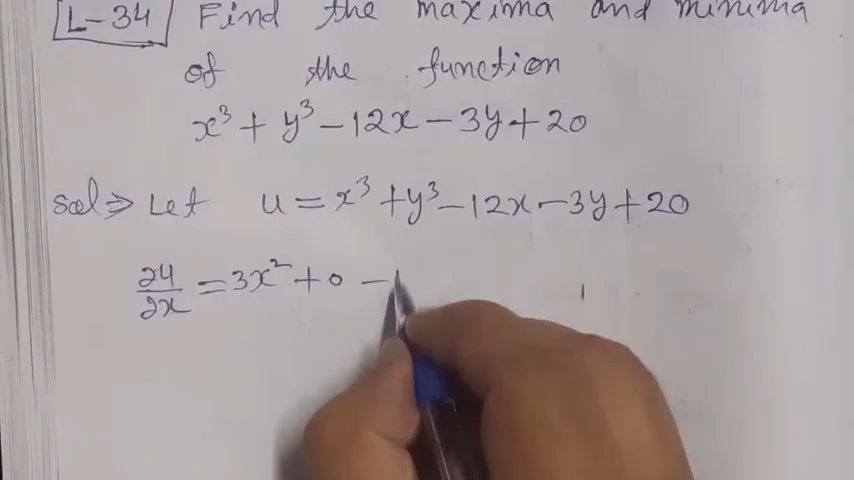 L-34 Find the maxima and minima
of the function
x³ + y³ - 12x - 3y + 20
sol ⇒ Let u = x³ + y³ - 12x - 3y + 20
∂u/∂x = 3x² + 0 -